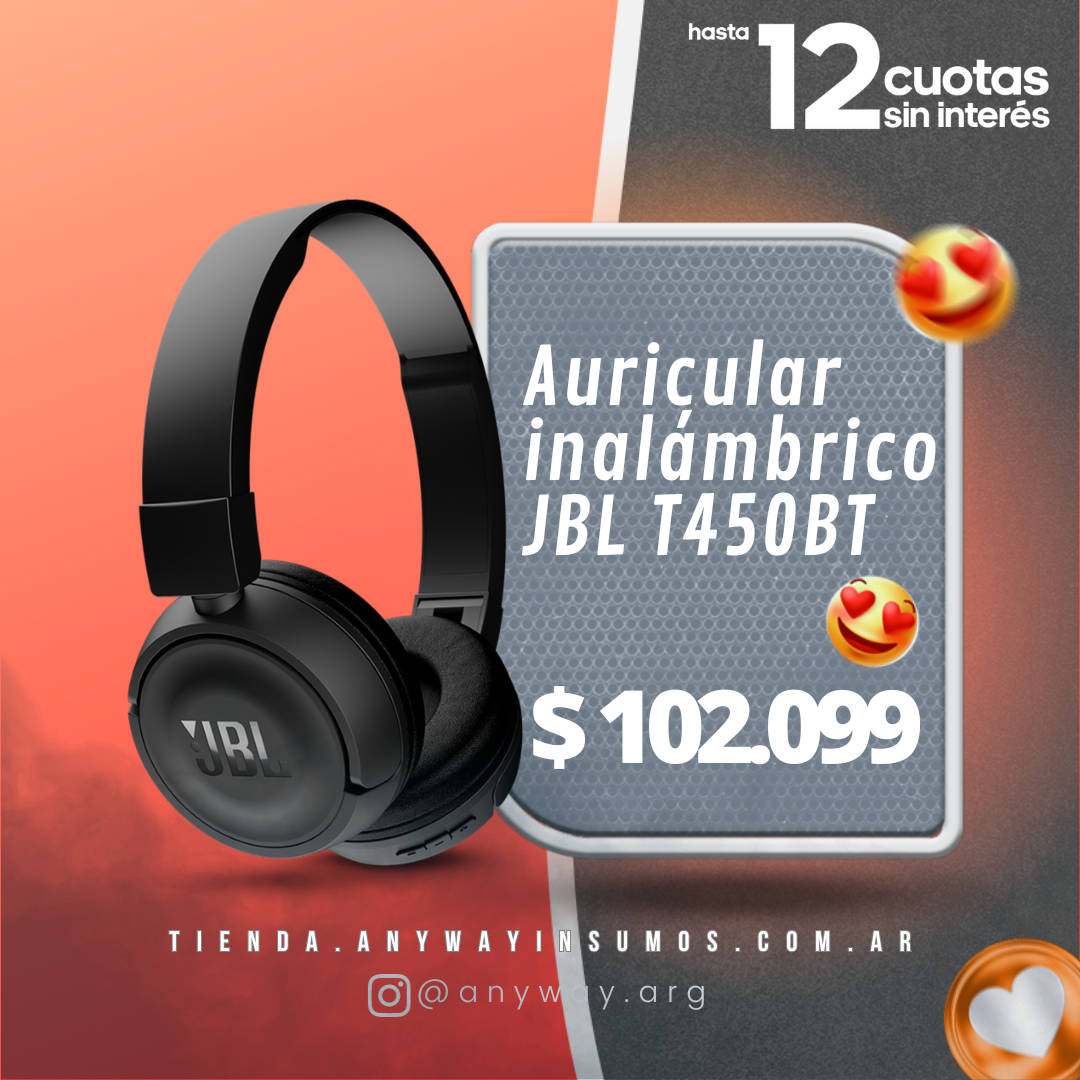 hasta 12 cuotas
sin interés
Auricular
inalámbrico
JBL T450BT
JBL
$ 102.099
TIENDA.ANYWAYINSUMOS.COM.AR
@anyway.arg